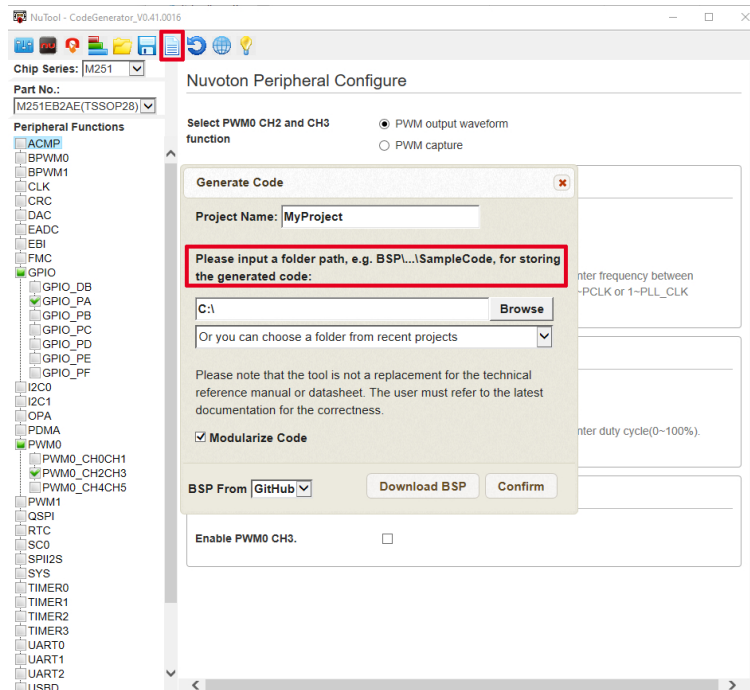 NuTool - CodeGenerator_V0.41.0016
Chip Series: M251
Part No.:
M251EB2AE(TSSOP28)
Peripheral Functions
ACMP
BPWM0
BPWM1
CLK
CRC
DAC
EADC
EBI
FMC
GPIO
GPIO_DB
GPIO_PA
GPIO_PB
GPIO_PC
GPIO_PD
GPIO_PE
GPIO_PF
I2C0
I2C1
OPA
PDMA
PWM0
PWM0_CH0CH1
PWM0_CH2CH3
PWM0_CH4CH5
PWM1
QSPI
RTC
SC0
SPII2S
SYS
TIMER0
TIMER1
TIMER2
TIMER3
UART0
UART1
UART2
USBD
Nuvoton Peripheral Configure
Select PWM0 CH2 and CH3
function
PWM output waveform
PWM capture
Generate Code
Project Name: MyProject
Please input a folder path, e.g. BSP\...\SampleCode, for storing
the generated code:
C:\ Browse
Or you can choose a folder from recent projects
Please note that the tool is not a replacement for the technical
reference manual or datasheet. The user must refer to the latest
documentation for the correctness.
Modularize Code
BSP From GitHub Download BSP Confirm
nter frequency between
~PCLK or 1~PLL_CLK
nter duty cycle(0~100%).
Enable PWM0 CH3.